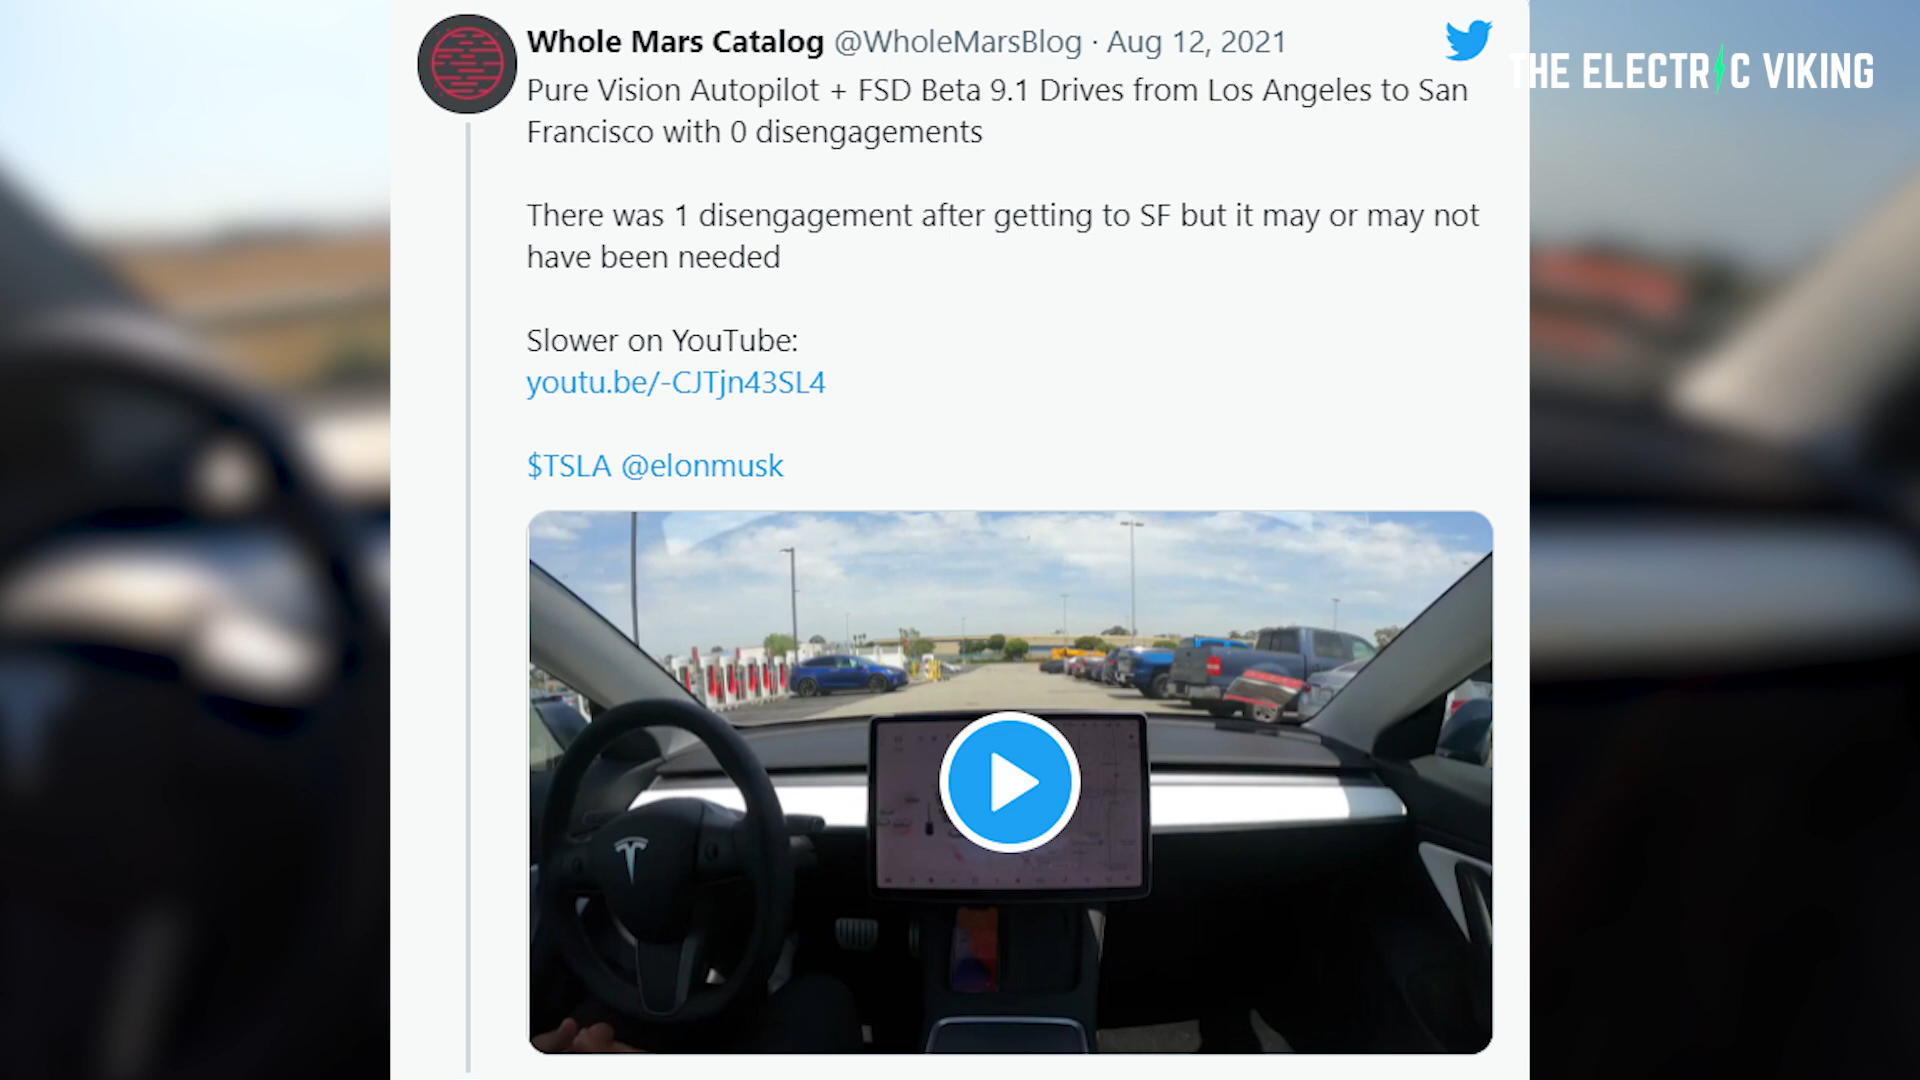 Whole Mars Catalog @WholeMarsBlog · Aug 12, 2021
THE ELECTRIC VIKING
Pure Vision Autopilot + FSD Beta 9.1 Drives from Los Angeles to San
Francisco with 0 disengagements
There was 1 disengagement after getting to SF but it may or may not
have been needed
Slower on YouTube:
youtu.be/-CJTjn43SL4
$TSLA @elonmusk